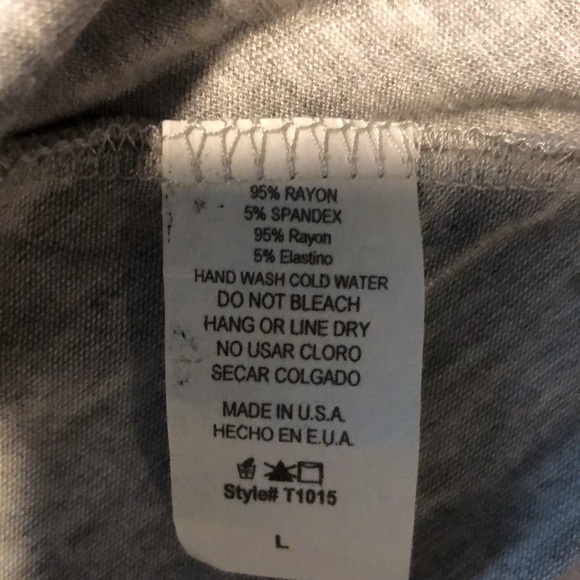 95% RAYON
5% SPANDEX
95% Rayon
5% Elastino
HAND WASH COLD WATER
DO NOT BLEACH
HANG OR LINE DRY
NO USAR CLORO
SECAR COLGADO
MADE IN U.S.A.
HECHO EN E.U.A.
Style# T1015
L